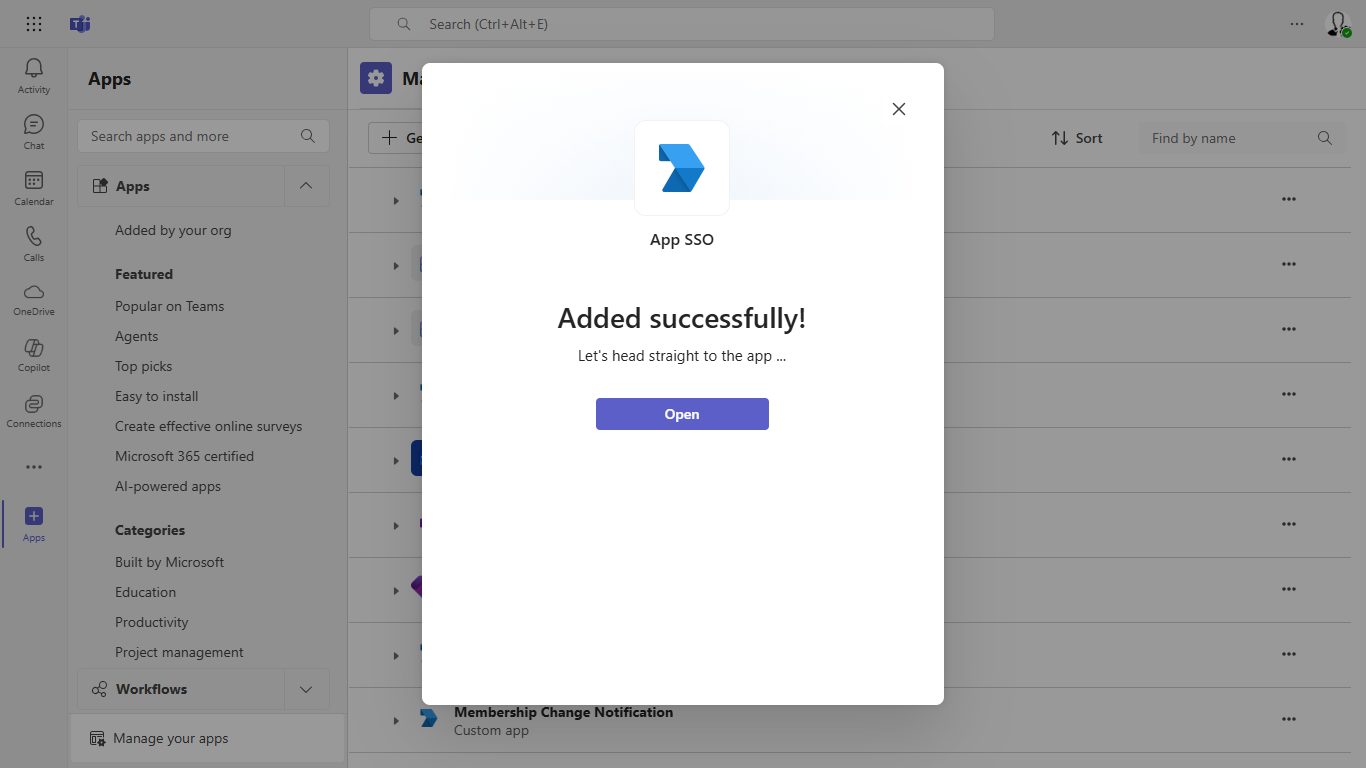 Search (Ctrl+Alt+E)
Activity
Chat
Calendar
Calls
OneDrive
Copilot
Connections
Apps
Apps
Search apps and more
Apps
Added by your org
Featured
Popular on Teams
Agents
Top picks
Easy to install
Create effective online surveys
Microsoft 365 certified
AI-powered apps
Categories
Built by Microsoft
Education
Productivity
Project management
Workflows
Manage your apps
Sort
Find by name
App SSO
Added successfully!
Let's head straight to the app ...
Open
Membership Change Notification
Custom app